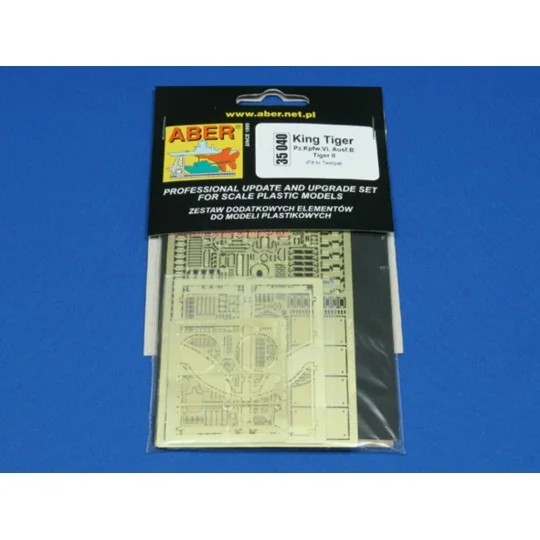 www.aber.net.pl
ABER
®
SINCE 1995
35 040
King Tiger
Pz.Kpfw.VI. Ausf.B
Tiger II
(Fit to Tamiya)
PROFESSIONAL UPDATE AND UPGRADE SET
FOR SCALE PLASTIC MODELS
ZESTAW DODATKOWYCH ELEMENTÓW
DO MODELI PLASTIKOWYCH